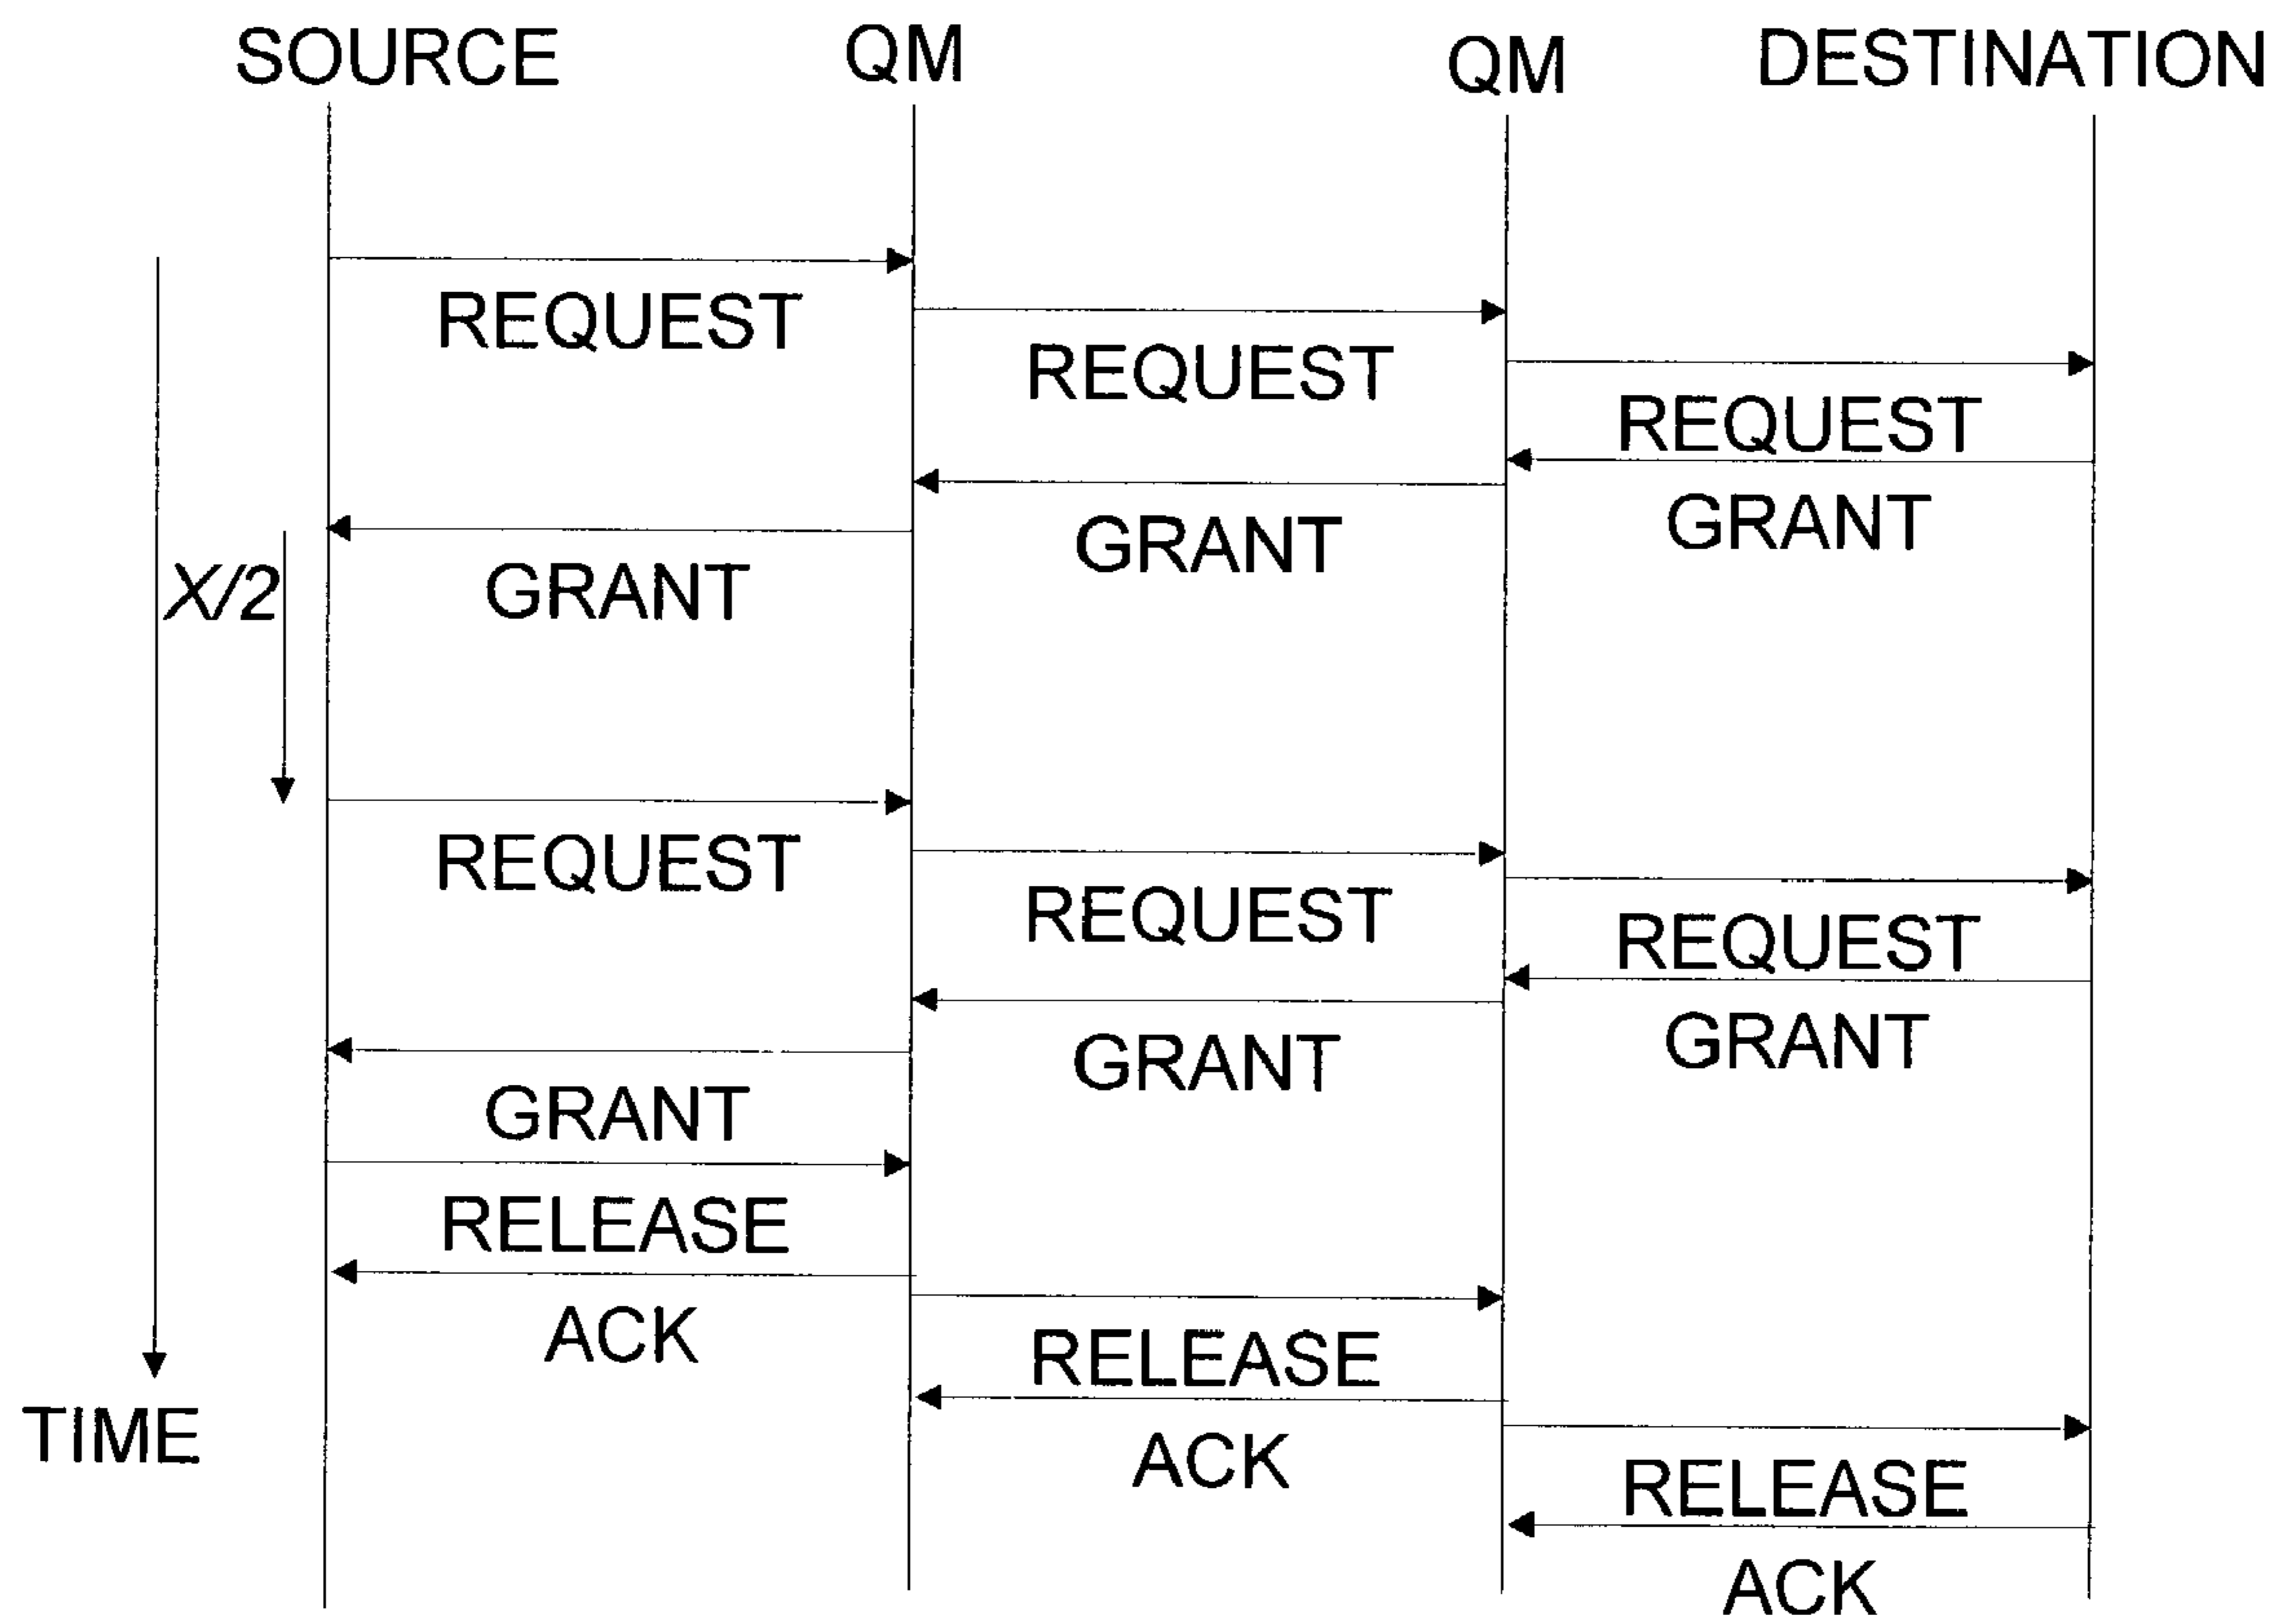 SOURCE
QM
QM
DESTINATION
REQUEST
REQUEST
REQUEST
GRANT
GRANT
GRANT
X/2
REQUEST
REQUEST
REQUEST
GRANT
GRANT
GRANT
RELEASE
ACK
RELEASE
TIME
ACK
RELEASE
ACK